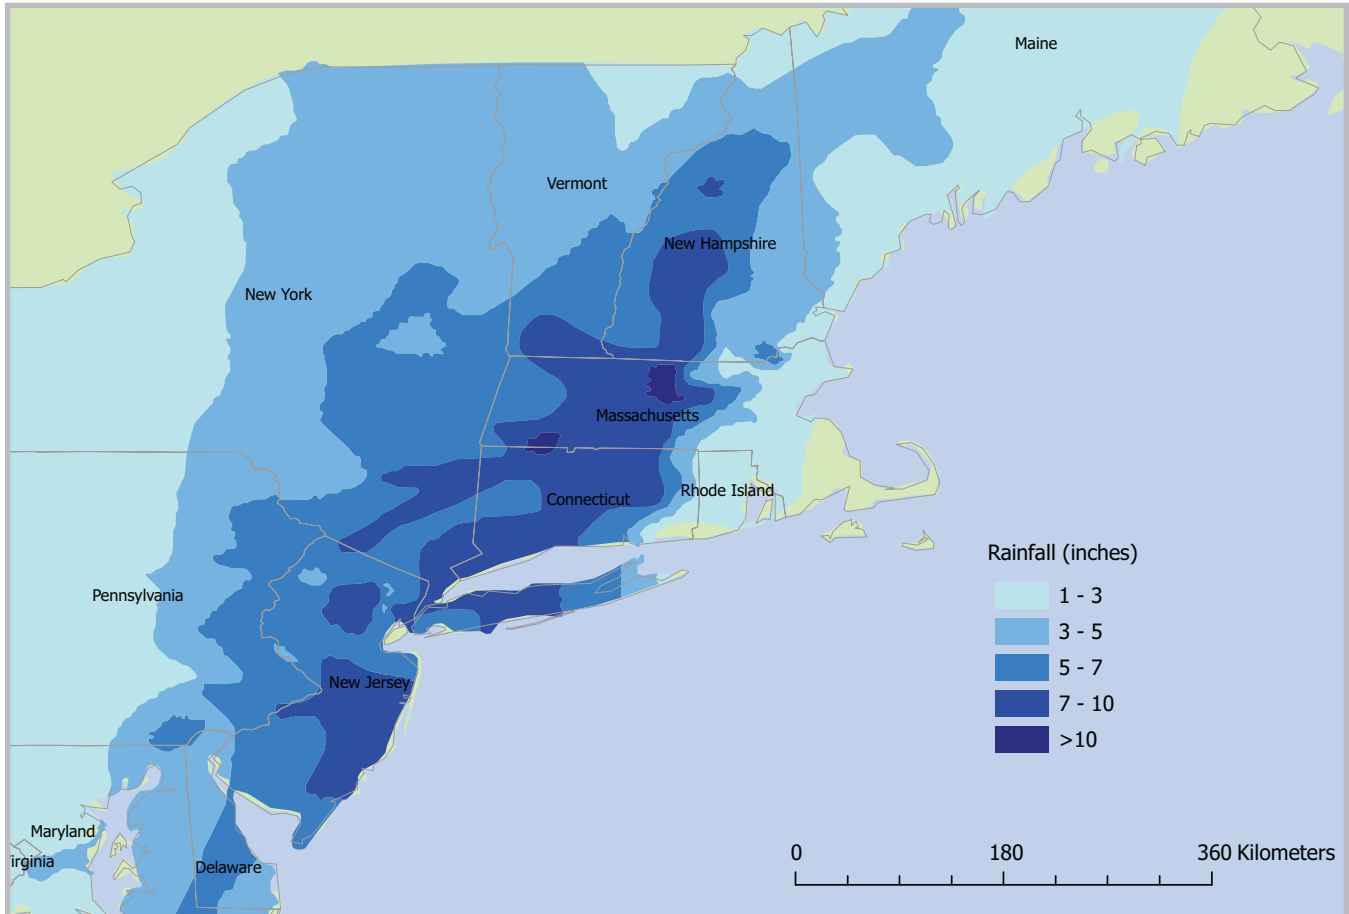 Maine
Vermont
New Hampshire
New York
Massachusetts
Connecticut
Rhode Island
Pennsylvania
New Jersey
Maryland
irginia
Delaware
Rainfall (inches)
1 - 3
3 - 5
5 - 7
7 - 10
>10
0 180 360 Kilometers